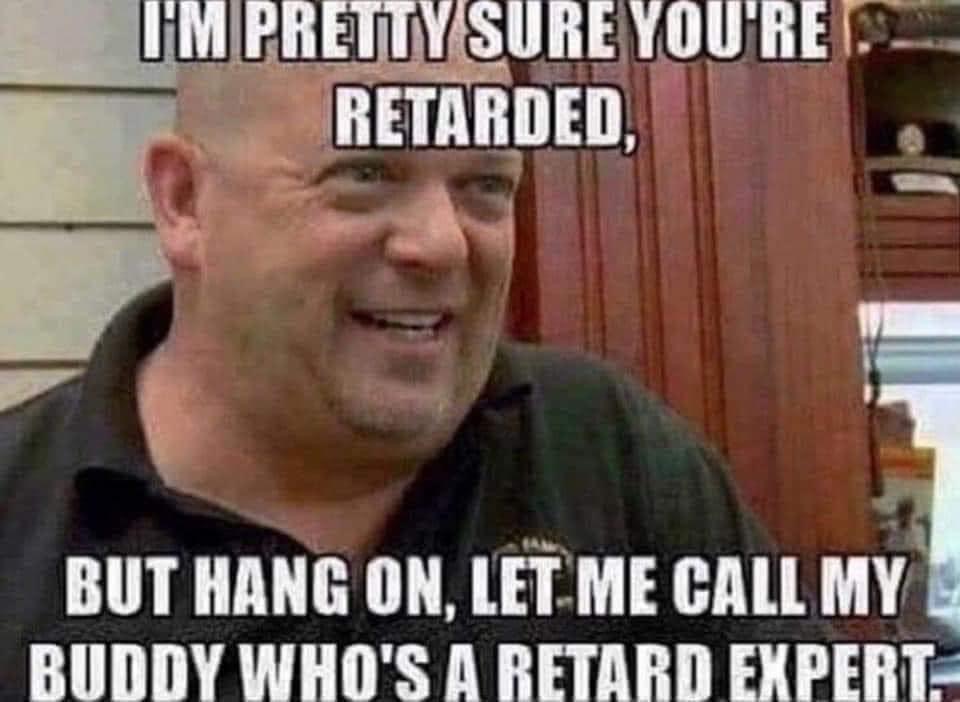 I'M PRETTY SURE YOU'RE
RETARDED,
BUT HANG ON, LET ME CALL MY
BUDDY WHO'S A RETARD EXPERT.